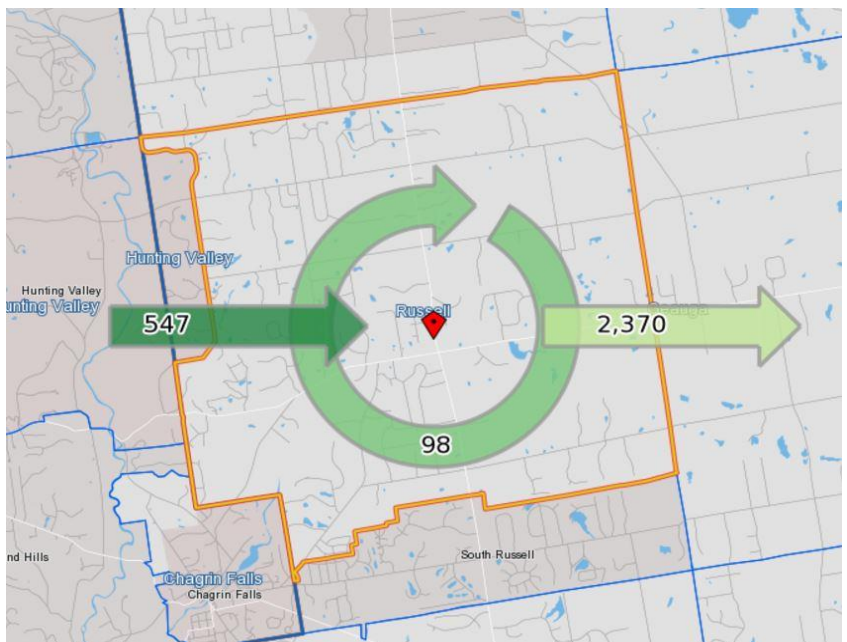 Hunting Valley
Hunting Valley
unting Valley
Russell
547
2,370
98
South Russell
nd Hills
Chagrin Falls
Chagrin Falls